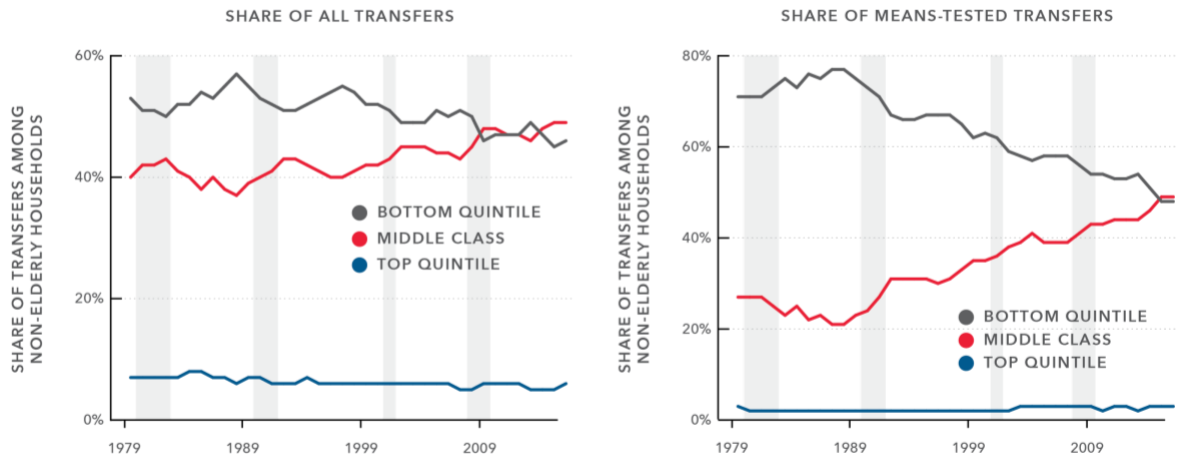 SHARE OF ALL TRANSFERS
SHARE OF TRANSFERS AMONG
NON-ELDERLY HOUSEHOLDS
60%
40%
20%
0%
BOTTOM QUINTILE
MIDDLE CLASS
TOP QUINTILE
1979
1989
1999
2009
SHARE OF MEANS-TESTED TRANSFERS
SHARE OF TRANSFERS AMONG
NON-ELDERLY HOUSEHOLDS
80%
60%
40%
20%
0%
BOTTOM QUINTILE
MIDDLE CLASS
TOP QUINTILE
1979
1989
1999
2009